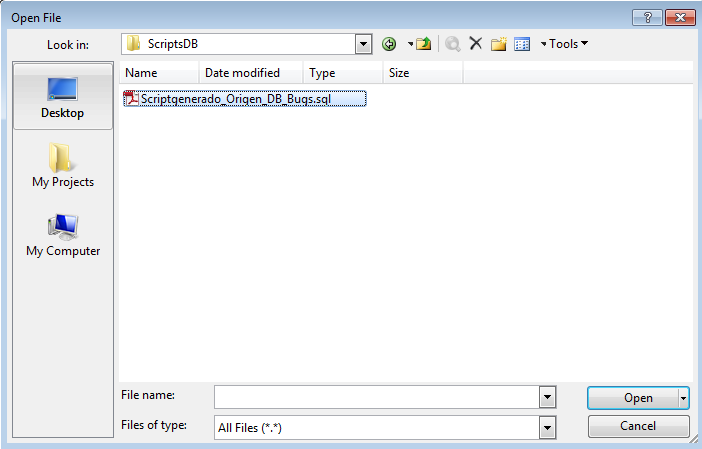 Open File
Look in:
ScriptsDB
Tools
Name Date modified Type Size
Scriptgenerado_Origen_DB_Bugs.sql
Desktop
My Projects
My Computer
File name:
Open
Files of type:
All Files (*.*)
Cancel